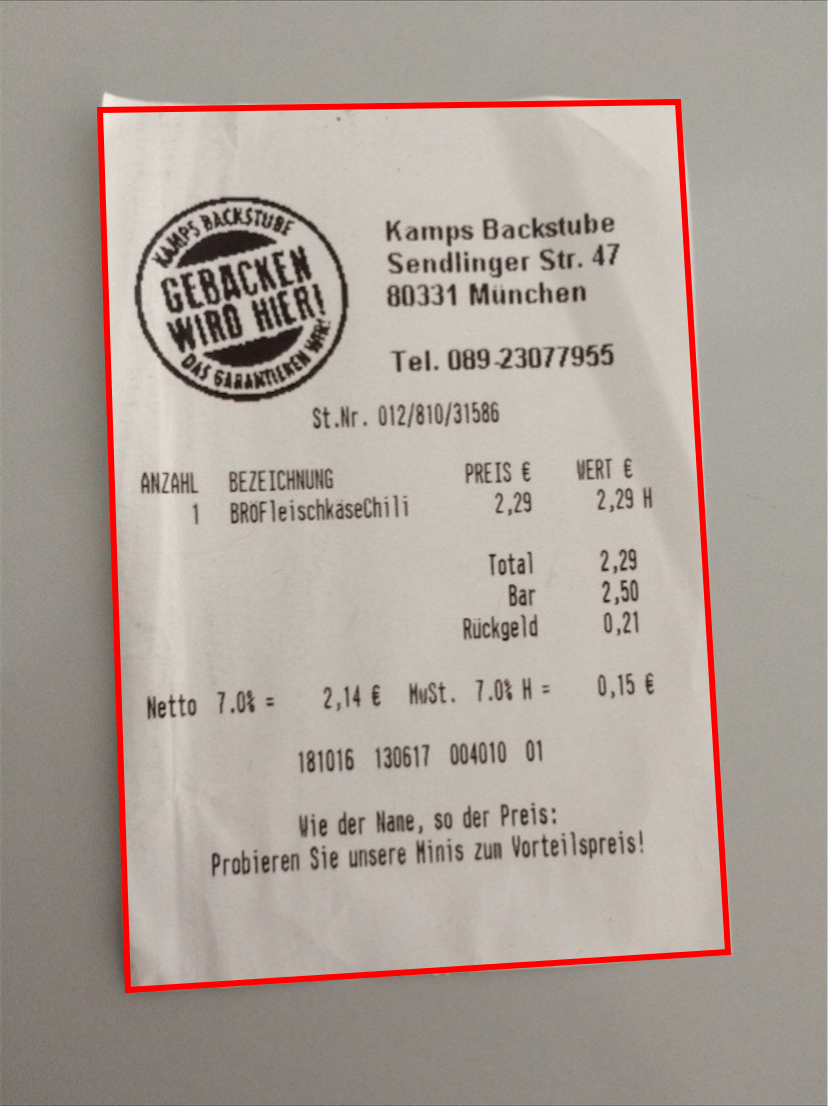 KAMPS BACKSTUBE
GEBACKEN
WIRD HIER!
DAS GARANTIEREN WIR!
Kamps Backstube
Sendlinger Str. 47
80331 München
Tel. 089-23077955
St.Nr. 012/810/31586
ANZAHL BEZEICHNUNG PREIS € WERT €
1 BROFleischkäseChili 2,29 2,29 H
Total 2,29
Bar 2,50
Rückgeld 0,21
Netto 7.0% = 2,14 € MwSt. 7.0% H = 0,15 €
181016 130617 004010 01
Wie der Name, so der Preis:
Probieren Sie unsere Minis zum Vorteilspreis!